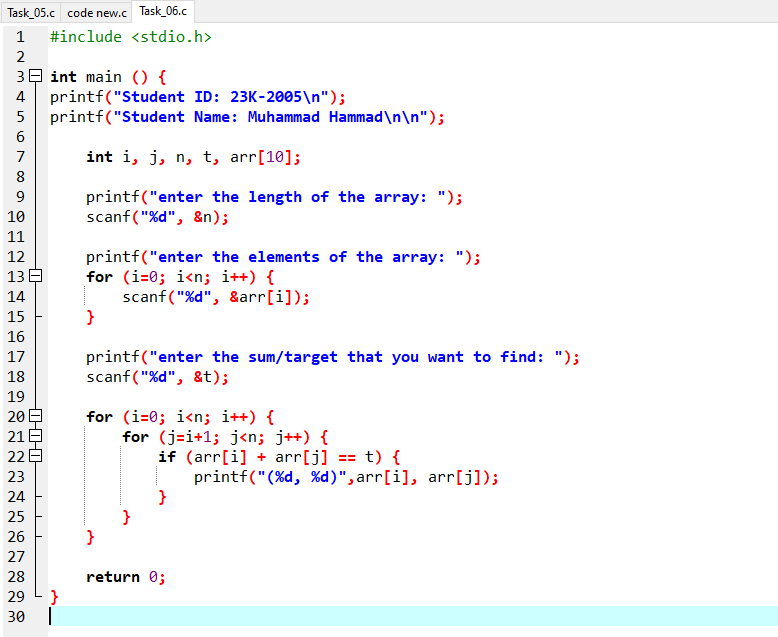 Task_05.c code new.c Task_06.c
1 #include <stdio.h>
2
3 int main () {
4 printf("Student ID: 23K-2005\n");
5 printf("Student Name: Muhammad Hammad\n\n");
6
7     int i, j, n, t, arr[10];
8
9     printf("enter the length of the array: ");
10     scanf("%d", &n);
11
12     printf("enter the elements of the array: ");
13     for (i=0; i<n; i++) {
14         scanf("%d", &arr[i]);
15     }
16
17     printf("enter the sum/target that you want to find: ");
18     scanf("%d", &t);
19
20     for (i=0; i<n; i++) {
21         for (j=i+1; j<n; j++) {
22             if (arr[i] + arr[j] == t) {
23                 printf("(%d, %d)",arr[i], arr[j]);
24             }
25         }
26     }
27
28     return 0;
29 }
30